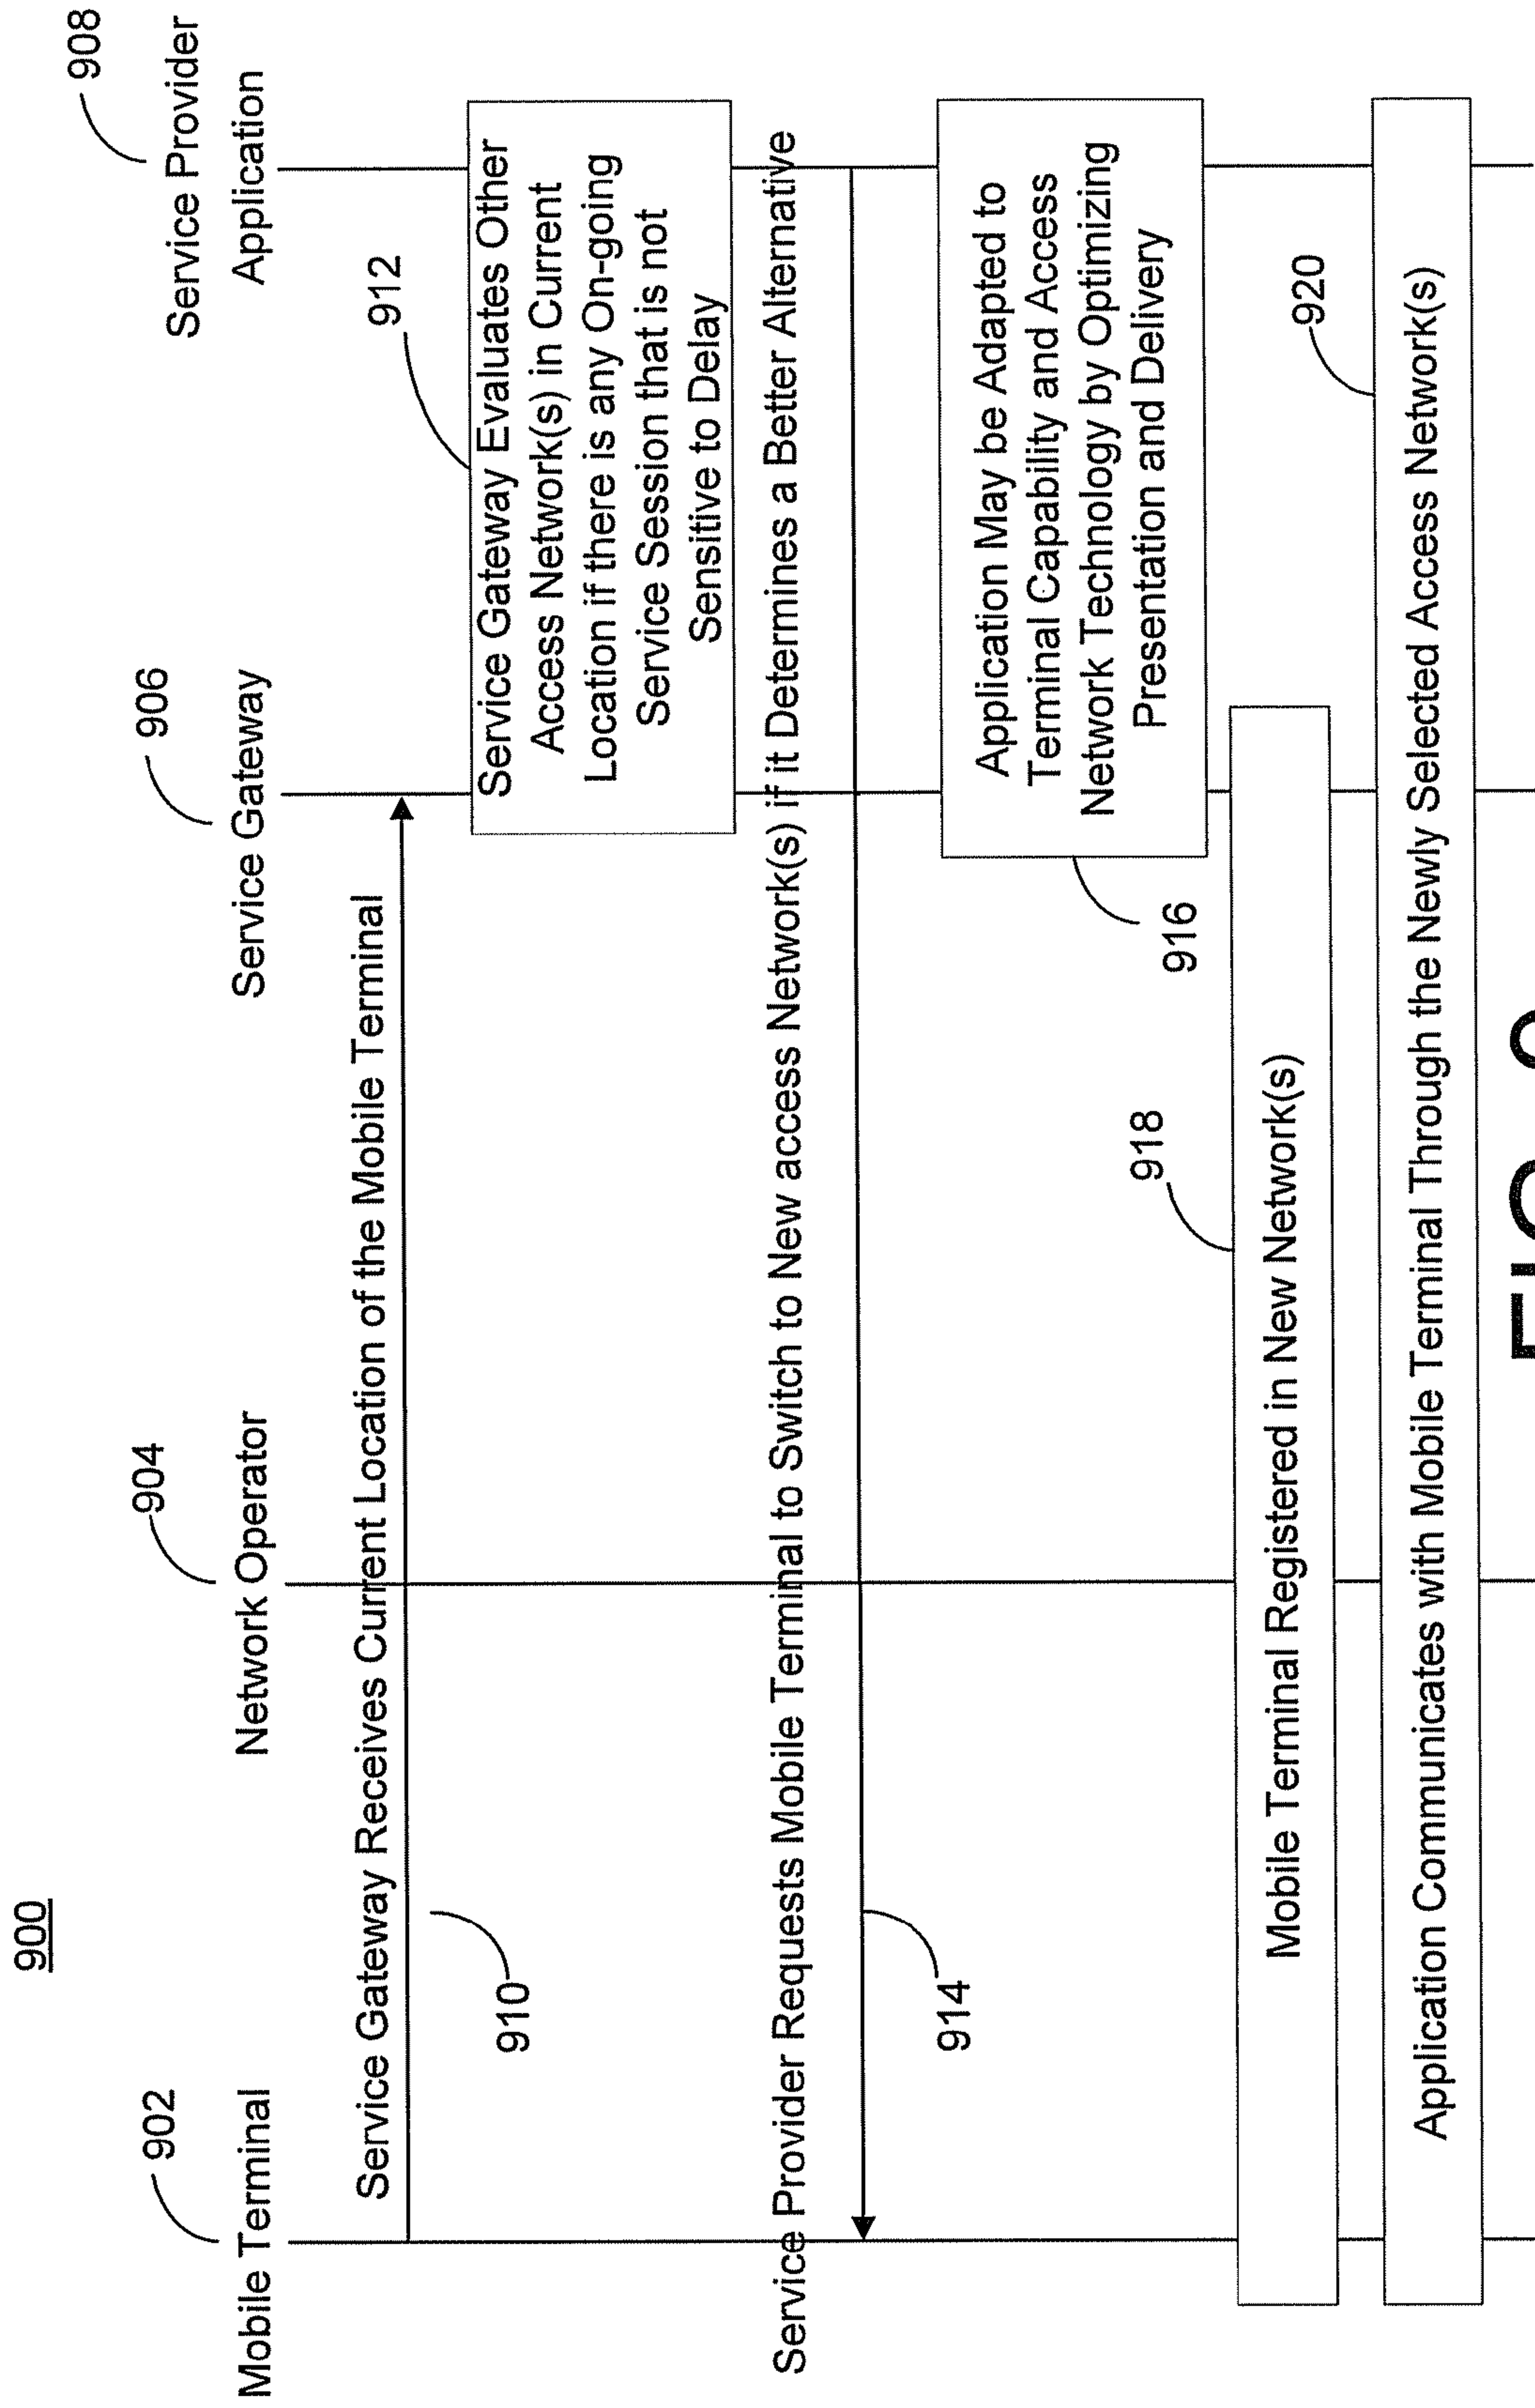 900
902
904
906
908
Mobile Terminal
Network Operator
Service Gateway
Service Provider
Application
Service Gateway Receives Current Location of the Mobile Terminal
910
912
Service Gateway Evaluates Other
Access Network(s) in Current
Location if there is any On-going
Service Session that is not
Sensitive to Delay
Service Provider Requests Mobile Terminal to Switch to New access Network(s) if it Determines a Better Alternative
914
Application May be Adapted to
Terminal Capability and Access
Network Technology by Optimizing
Presentation and Delivery
916
918
Mobile Terminal Registered in New Network(s)
920
Application Communicates with Mobile Terminal Through the Newly Selected Access Network(s)